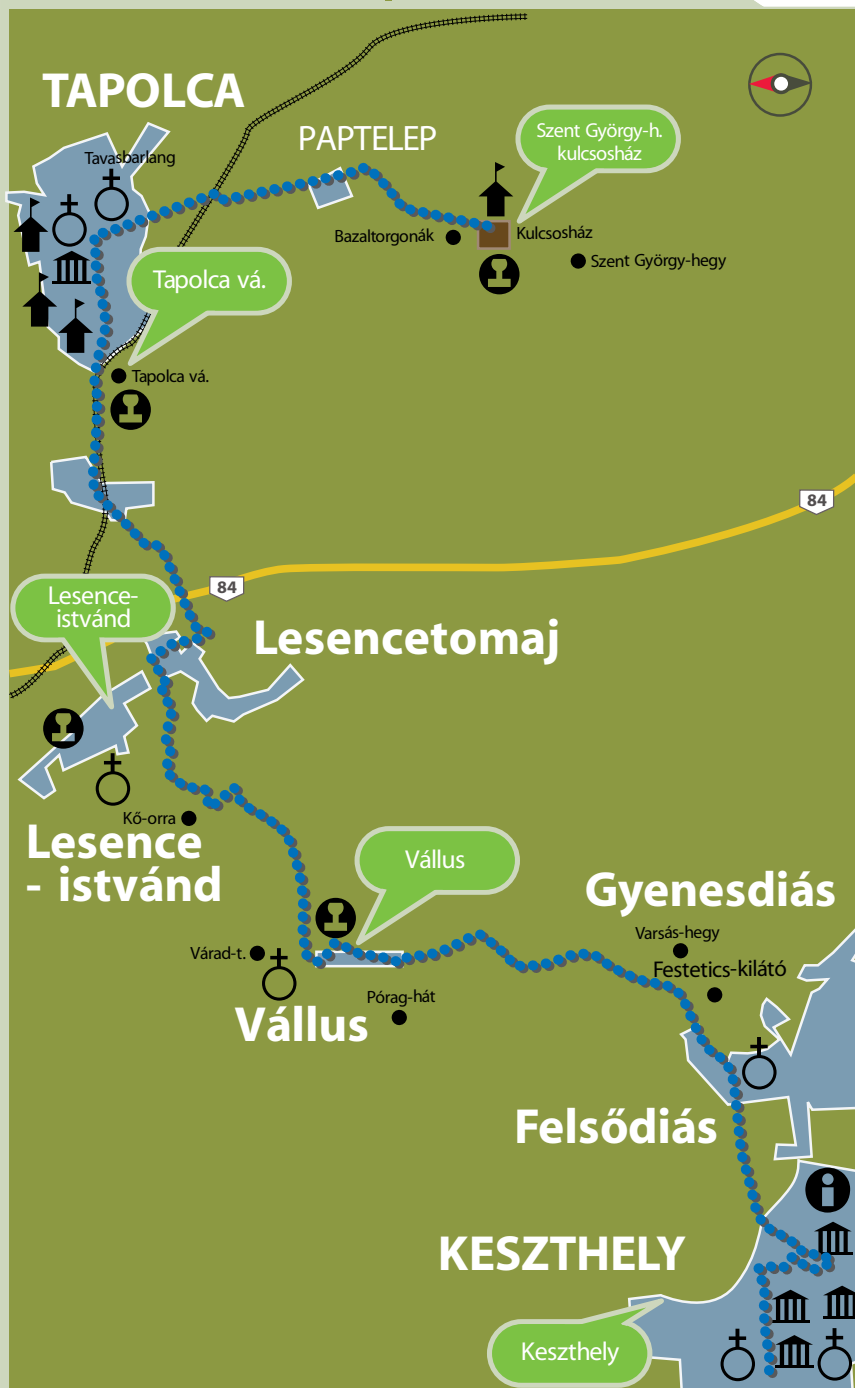 TAPOLCA
Tavasbarlang
PAPTELEP
Szent György-h.
kulcsosház
Bazaltorgonák
Kulcsosház
Szent György-hegy
Tapolca vá.
Tapolca vá.
84
84
Lesence-
istvánd
Lesencetomaj
Kő-orra
Lesence
- istvánd
Vállus
Gyenesdiás
Várad-t.
Varsás-hegy
Festetics-kilátó
Pórag-hát
Vállus
Felsődiás
KESZTHELY
Keszthely